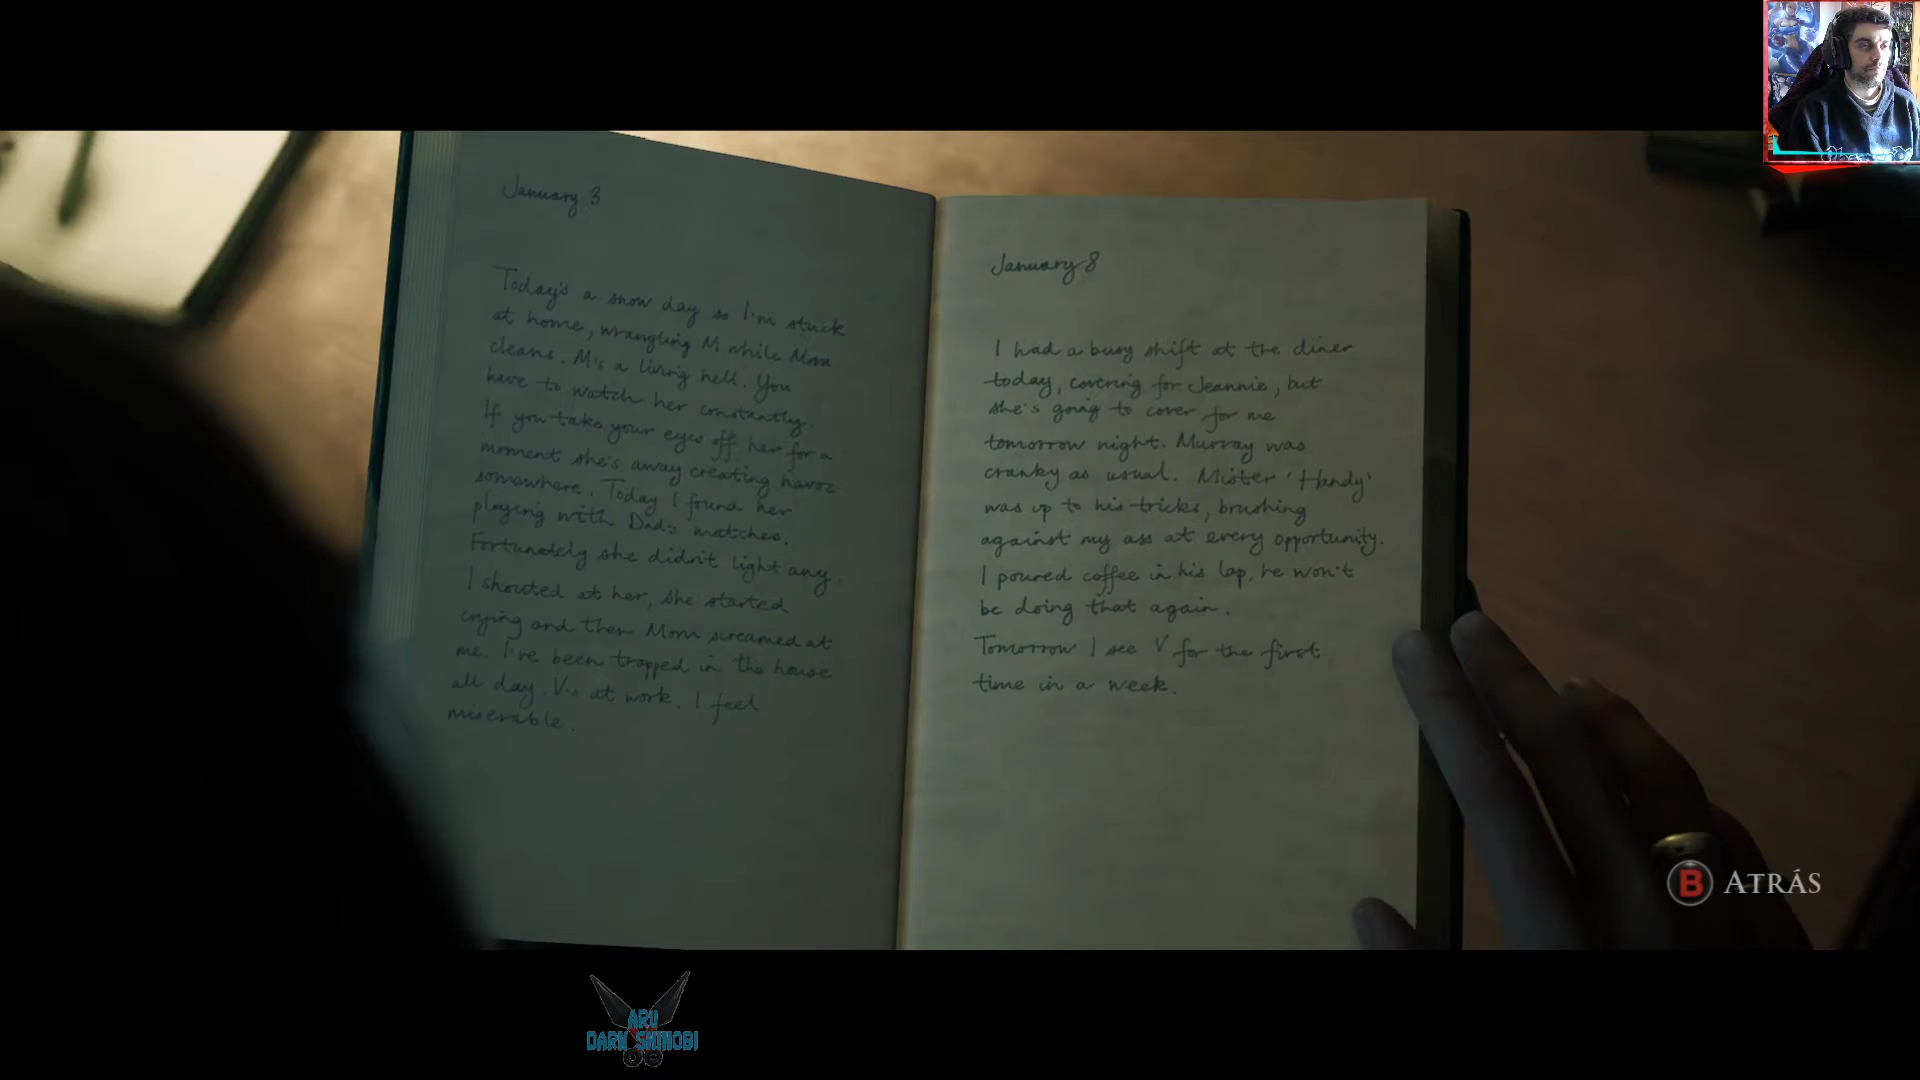 January 3
Today's a snow day so I'm stuck
at home, wrangling M while Mom
cleans. M's a living hell. You
have to watch her constantly.
If you take your eyes off her for a
moment she's away creating havoc
somewhere. Today I found her
playing with Dad's matches.
Fortunately she didn't light any.
I shouted at her, she started
crying and then Mom screamed at
me. I've been trapped in the house
all day. V's at work. I feel
miserable.
January 8
I had a busy shift at the diner
today, covering for Jeannie, but
she's going to cover for me
tomorrow night. Murray was
cranky as usual. Mister 'Handy'
was up to his tricks, brushing
against my ass at every opportunity.
I poured coffee in his lap, he won't
be doing that again.
Tomorrow I see V for the first
time in a week.
B ATRÁS
ARU
DARK SHINOBI